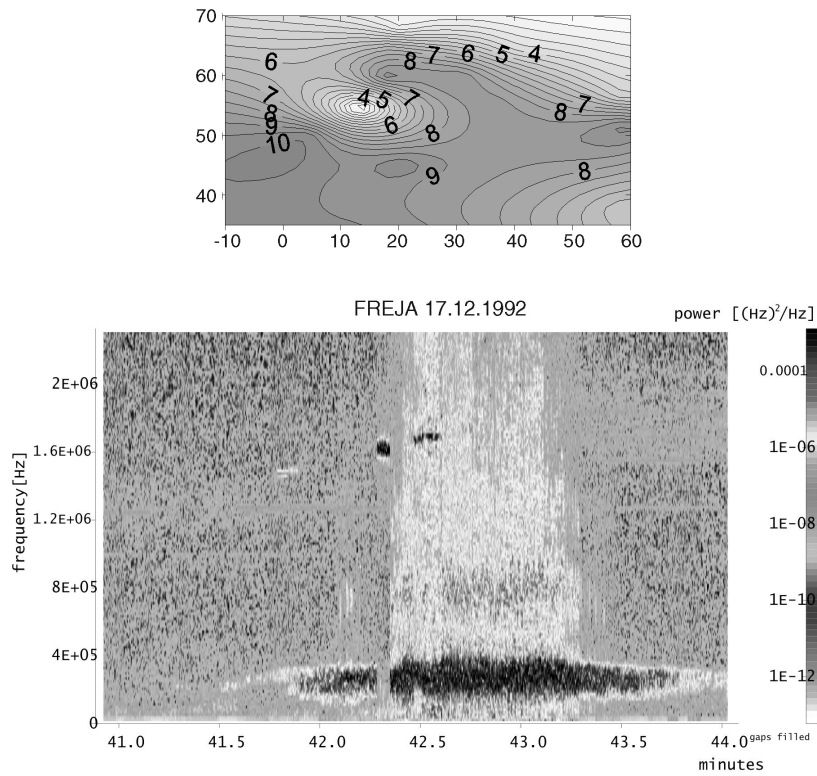 70
60
50
40
-10 0 10 20 30 40 50 60
6 8 7 6 5 4
7 4 5 7 8 7
8 6 8
9
10 9 8
FREJA 17.12.1992
power [(Hz)²/Hz]
2E+06
1.6E+06
1.2E+06
8E+05
4E+05
0
frequency[Hz]
0.0001
1E-06
1E-08
1E-10
1E-12
41.0 41.5 42.0 42.5 43.0 43.5 44.0
gaps filled
minutes